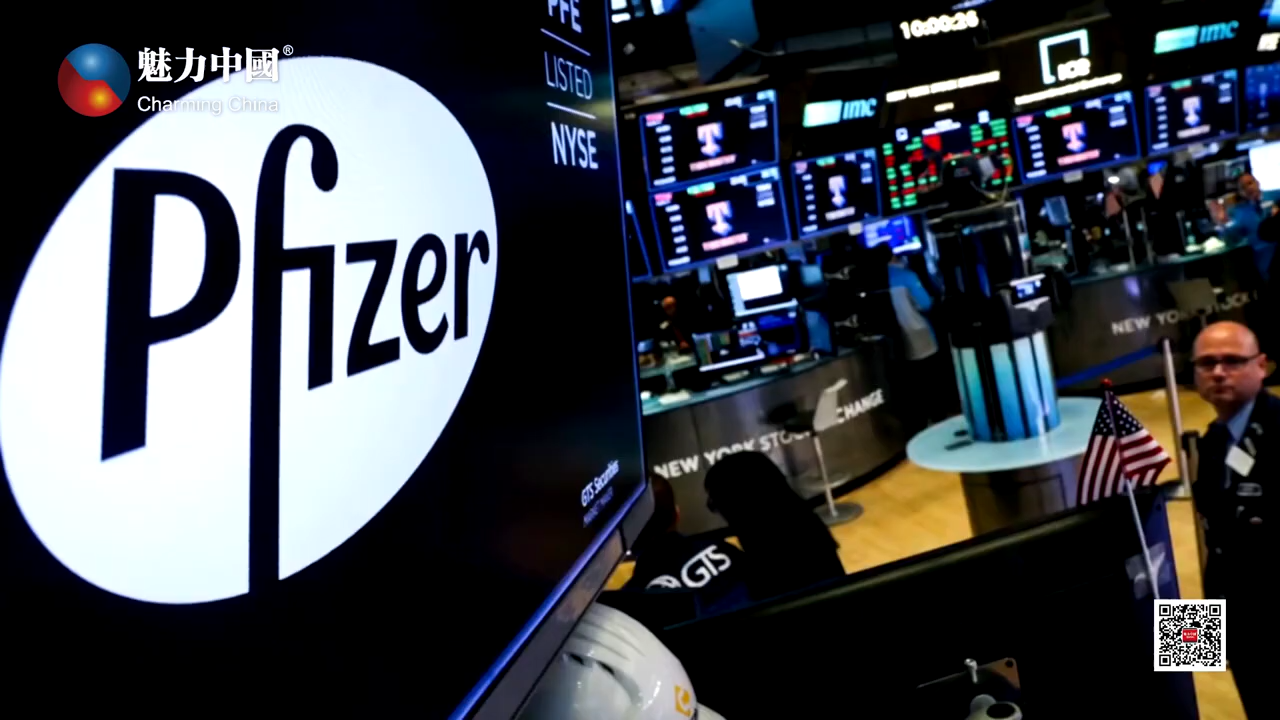 魅力中國®
Charming China
Pfizer
PFE
LISTED
NYSE
GTS Securities
10:00:26
imc
ICE
imc
NEW YORK STOCK
NEW YORK STOCK EXCHANGE
GTS